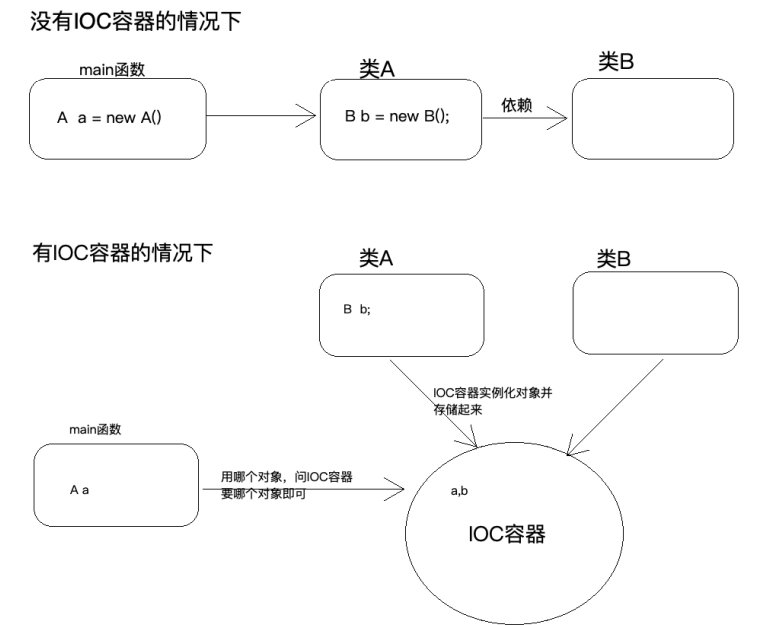 没有IOC容器的情况下
main函数
类A
类B
A a = new A()
B b = new B();
依赖
有IOC容器的情况下
类A
类B
B b;
IOC容器实例化对象并
存储起来
main函数
A a
用哪个对象，问IOC容器
要哪个对象即可
a,b
IOC容器